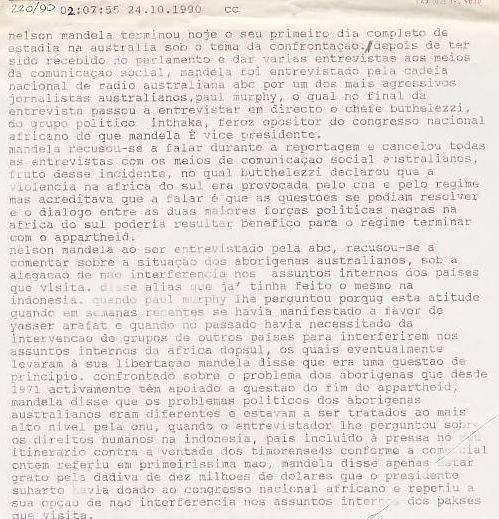 220/90 02:07:55 24.10.1990 cc
nelson mandela terminou hoje o seu primeiro dia completo de
estadia na australia sob o tema da confrontaçao./depois de ter
sido recebido no parlamento e dar varias entrevistas aos meios
da comunicaçao social, mandela foi entrevistado pela cadeia
nacional de radio australiana abc por um dos mais agressivos
jornalistas australianos,paul murphy, o qual no final da
entrevista passou a entrevistar em directo o chefe buthelezzi,
do grupo politico inthaka, feroz opositor do congresso nacional
africano de que mandela É vice presidente.
mandela recusou-se a falar durante a reportagem e cancelou todas
as entrevistas com os meios de comunicaçao social australianos,
fruto desse incidente, no qual butthelezzi declarou que a
violencia na africa do sul era provocada pelo cna e pelo regime
mas acreditava que a falar é que as questoes se podiam resolver
e o dialogo entre as duas maiores forças politicas negras na
africa do sul poderia resultar benefico para o regime terminar
com o appartheid.
nelson mandela ao ser entrevistado pela abc, recusou-se a
comentar sobre a situaçao dos aborigenas australianos, sob a
alegacao de nao interferencia nos assuntos internos dos paises
que visita. disse alias que ja' tinha feito o mesmo na
indonesia. quando paul murphy lhe perguntou porqug esta atitude
quando em semanas recentes se havia manifestado a favor de
yasser arafat e quando no passado havia necessitado da
intervencao de grupos de outros paises para interferirem nos
assuntos internos da africa dopsul, os quais eventualmente
levaram à sua libertaçao mandela disse que era uma questao de
principio. confrontado sobre o problema dos aborigenas que desde
1971 activamente têm apoiado a questao do fim do appartheid,
mandela disse que os problemas politicos dos aborigenas
australianos eram diferentes e estavam a ser tratados ao mais
alto nivel pela onu, quando o entrevistador lhe perguntou sobre
os direitos humanos na indonesia, pais incluido à pressa no seu
itinerario contra a vontade dos timorense4s conforme a comercial
ontem referiu em primeirissima mao, mandela disse apenas estar
grato pela dadiva de dez milhoes de dolares que o presidente
suharto havia doado ao congresso nacional africano e repetiu a
sua opçao de nao interferencia nos assuntos internos dos pakses
que visita.